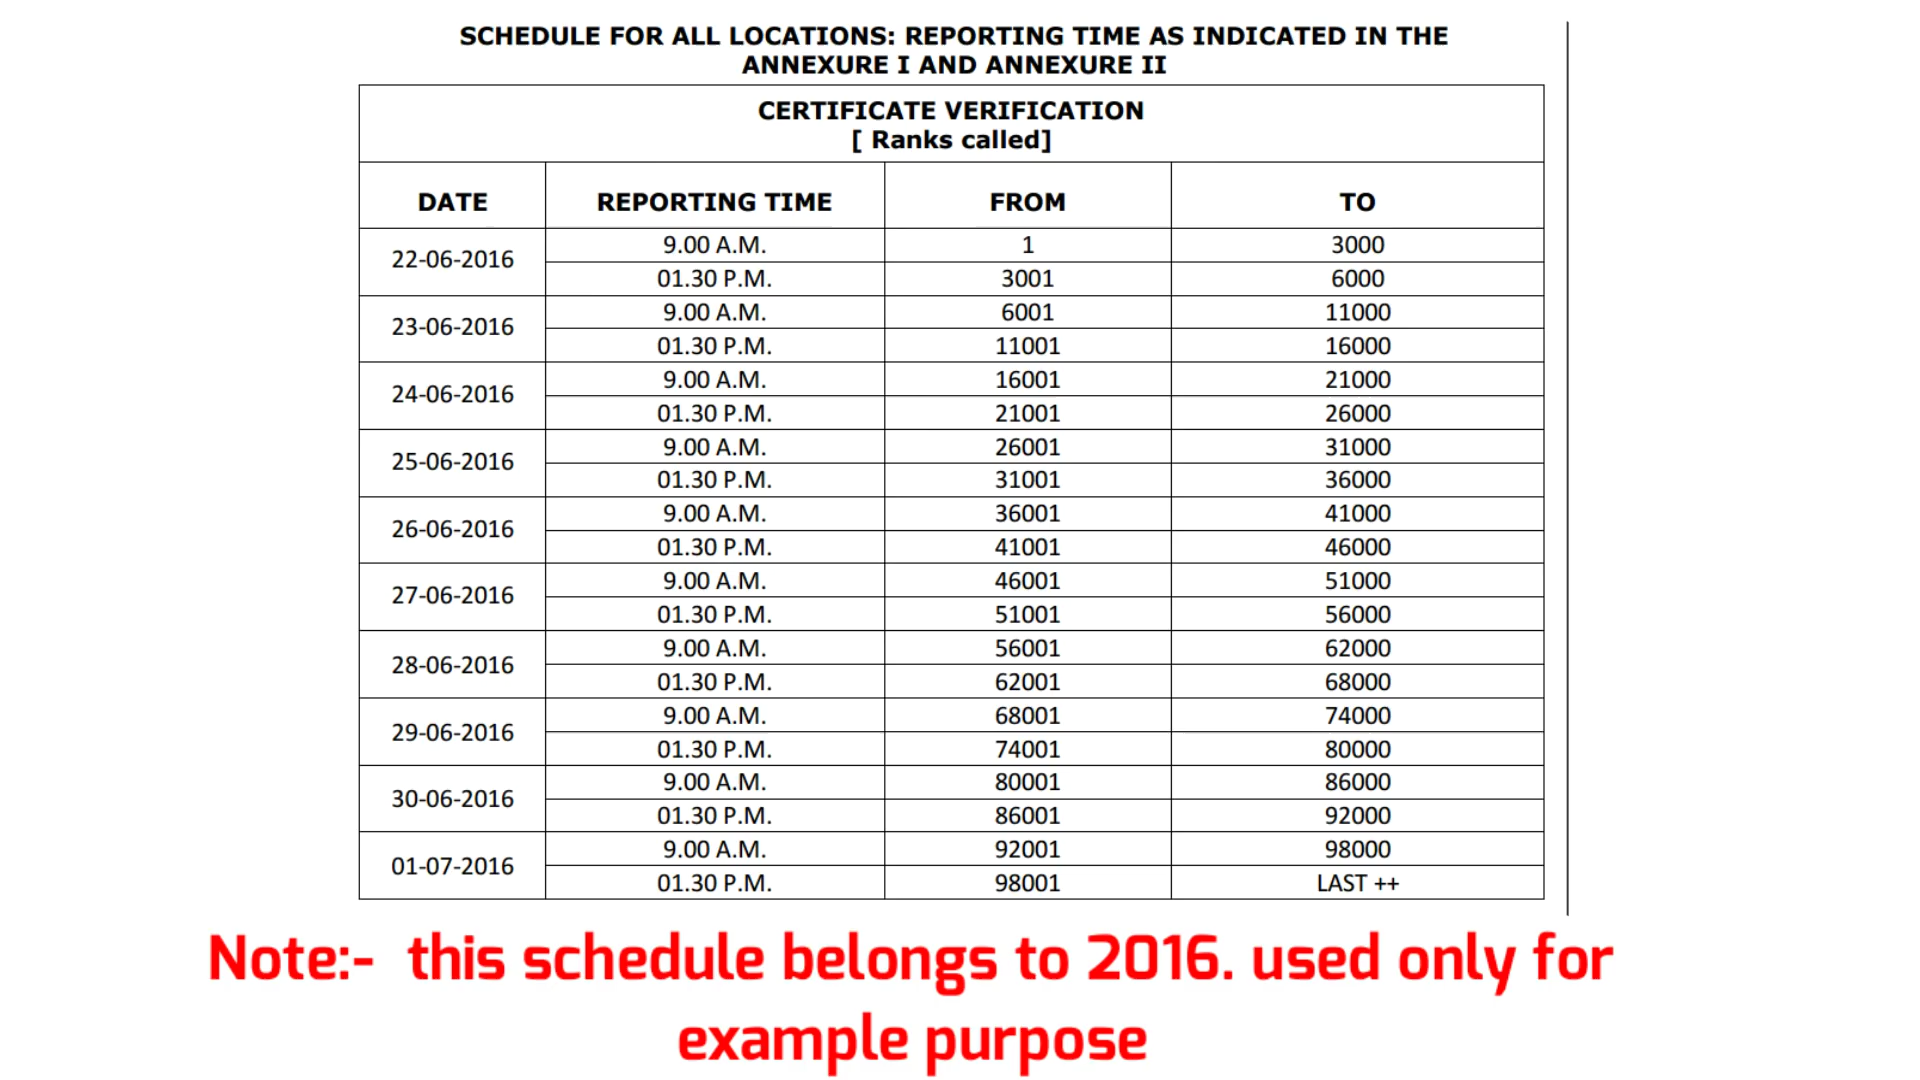 SCHEDULE FOR ALL LOCATIONS: REPORTING TIME AS INDICATED IN THE
ANNEXURE I AND ANNEXURE II
CERTIFICATE VERIFICATION
[ Ranks called]
DATE REPORTING TIME FROM TO
22-06-2016 9.00 A.M. 1 3000
01.30 P.M. 3001 6000
23-06-2016 9.00 A.M. 6001 11000
01.30 P.M. 11001 16000
24-06-2016 9.00 A.M. 16001 21000
01.30 P.M. 21001 26000
25-06-2016 9.00 A.M. 26001 31000
01.30 P.M. 31001 36000
26-06-2016 9.00 A.M. 36001 41000
01.30 P.M. 41001 46000
27-06-2016 9.00 A.M. 46001 51000
01.30 P.M. 51001 56000
28-06-2016 9.00 A.M. 56001 62000
01.30 P.M. 62001 68000
29-06-2016 9.00 A.M. 68001 74000
01.30 P.M. 74001 80000
30-06-2016 9.00 A.M. 80001 86000
01.30 P.M. 86001 92000
01-07-2016 9.00 A.M. 92001 98000
01.30 P.M. 98001 LAST ++
Note:- this schedule belongs to 2016. used only for
example purpose